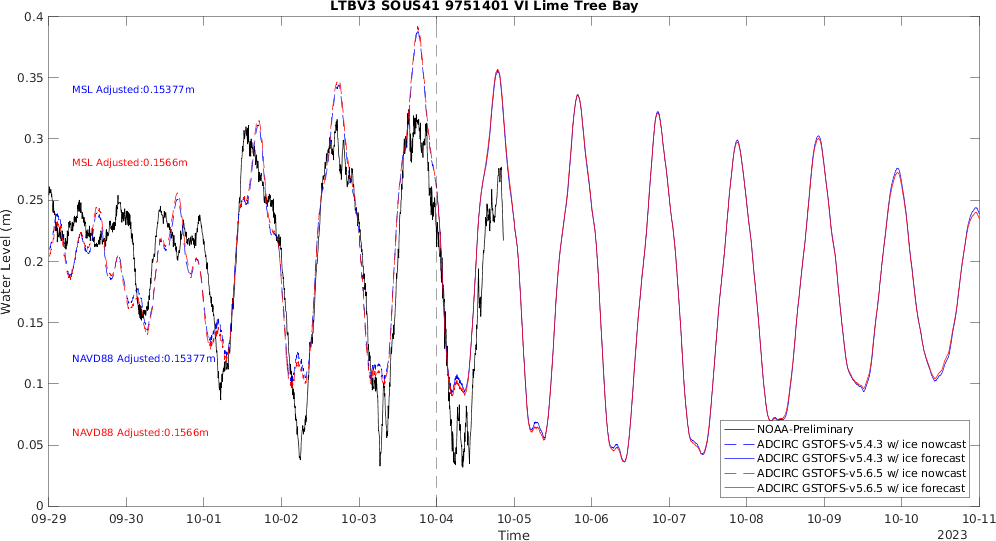 LTBV3 SOUS41 9751401 VI Lime Tree Bay
0.4
0.35
0.3
0.25
0.2
0.15
0.1
0.05
0
Water Level (m)
MSL Adjusted:0.15377m
MSL Adjusted:0.1566m
NAVD88 Adjusted:0.15377m
NAVD88 Adjusted:0.1566m
NOAA-Preliminary
ADCIRC GSTOFS-v5.4.3 w/ ice nowcast
ADCIRC GSTOFS-v5.4.3 w/ ice forecast
ADCIRC GSTOFS-v5.6.5 w/ ice nowcast
ADCIRC GSTOFS-v5.6.5 w/ ice forecast
09-29 09-30 10-01 10-02 10-03 10-04 10-05 10-06 10-07 10-08 10-09 10-10 10-11
Time
2023